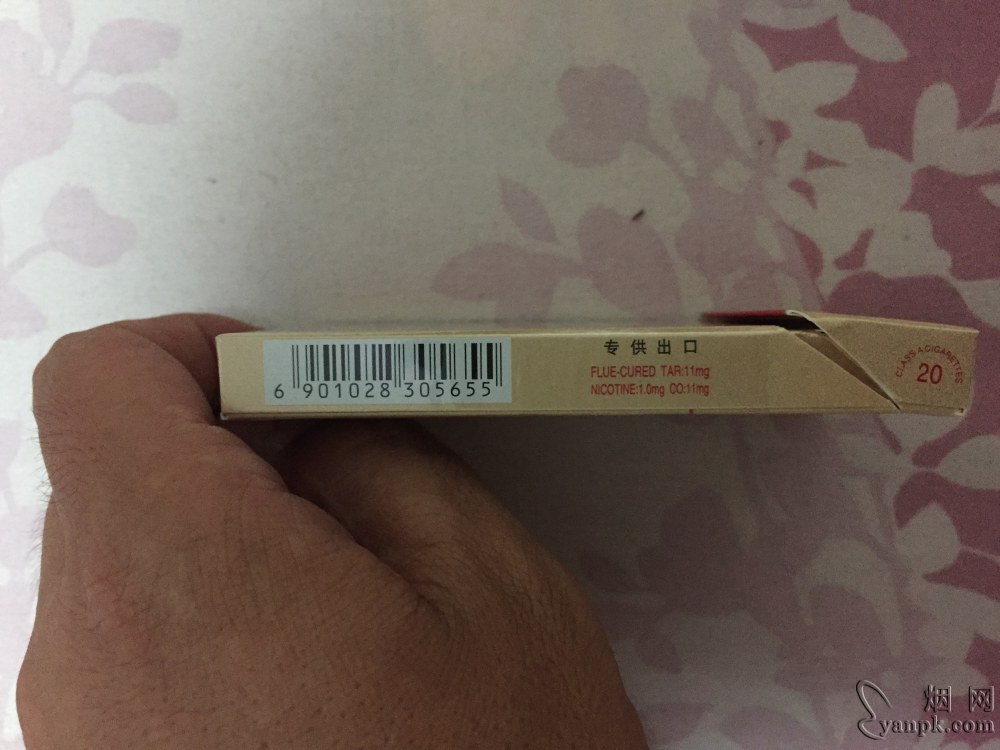 6 901028 305655
专供出口
FLUE-CURED TAR:11mg
NICOTINE:1.0mg CO:11mg
CLASS A CIGARETTES
20
烟网
yanpk.com